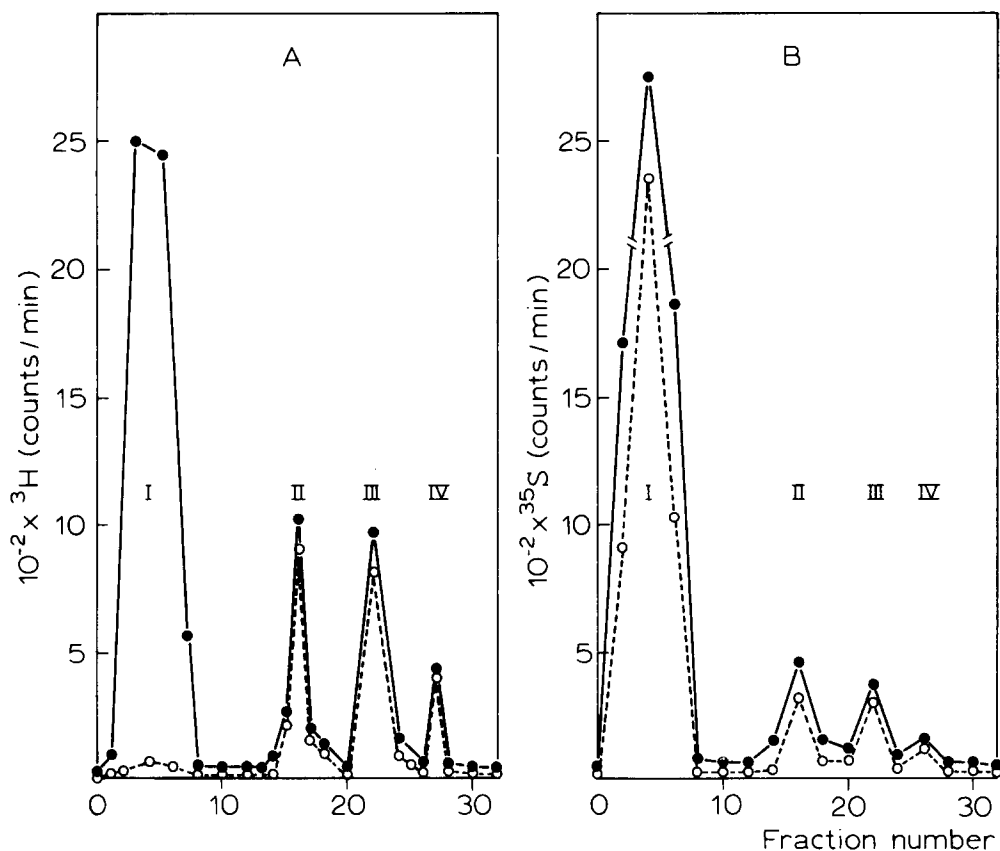 A
10⁻² x ³H (counts/min)
25
20
15
10
5
I
II
III
IV
0
10
20
30
B
10⁻² x ³⁵S (counts/min)
25
20
15
10
5
I
II
III
IV
0
10
20
30
Fraction number